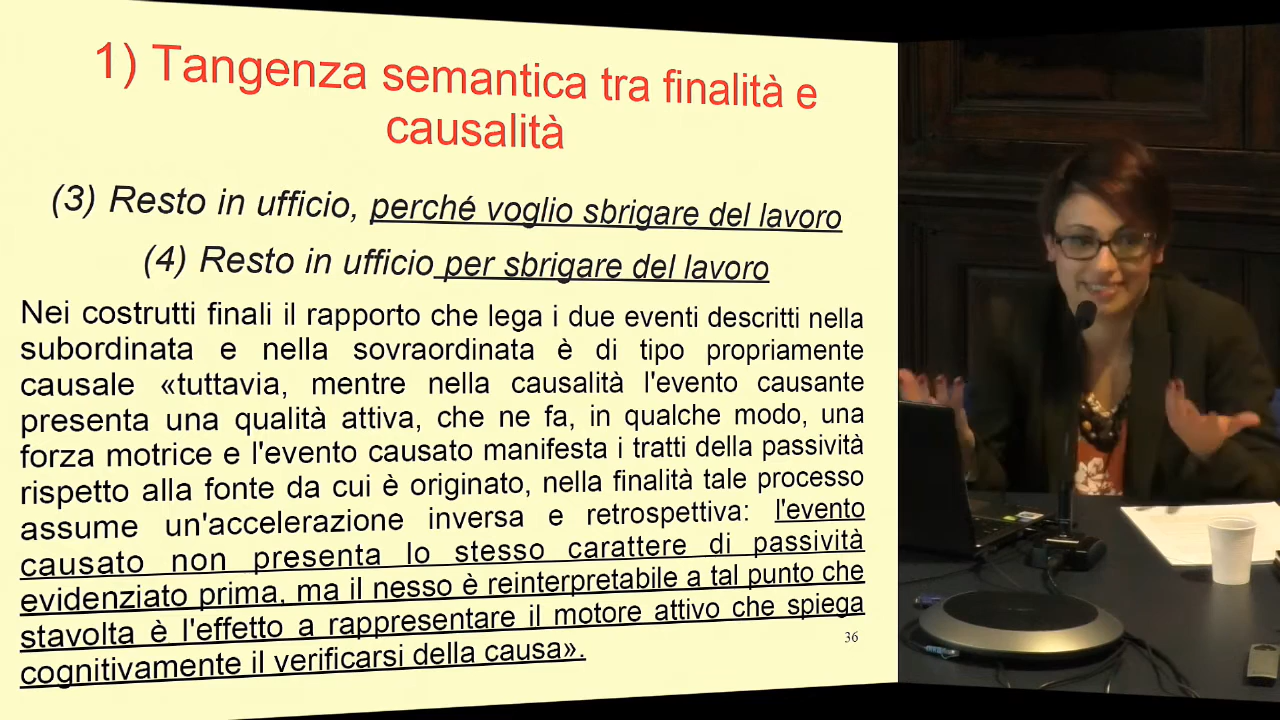 1) Tangenza semantica tra finalità e
causalità
(3) Resto in ufficio, perché voglio sbrigare del lavoro
(4) Resto in ufficio per sbrigare del lavoro
Nei costrutti finali il rapporto che lega i due eventi descritti nella
subordinata e nella sovraordinata è di tipo propriamente
causale «tuttavia, mentre nella causalità l'evento causante
presenta una qualità attiva, che ne fa, in qualche modo, una
forza motrice e l'evento causato manifesta i tratti della passività
rispetto alla fonte da cui è originato, nella finalità tale processo
assume un'accelerazione inversa e retrospettiva: l'evento
causato non presenta lo stesso carattere di passività
evidenziato prima, ma il nesso è reinterpretabile a tal punto che
stavolta è l'effetto a rappresentare il motore attivo che spiega
cognitivamente il verificarsi della causa».
36